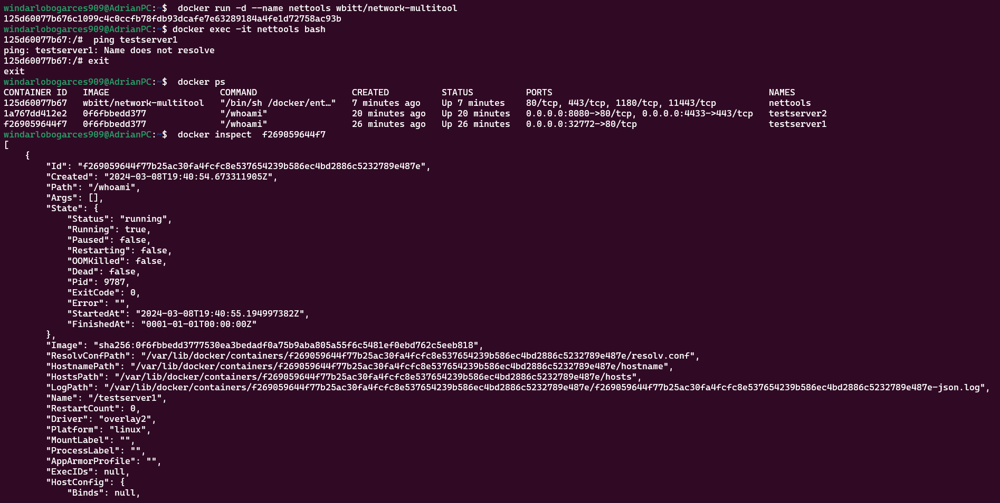 windarlobogarces909@AdrianPC:~$  docker run -d --name nettools wbitt/network-multitool
125d60077b676c1099c4c0ccfb78fdb93dcafe7e63289184a4fe1d72758ac93b
windarlobogarces909@AdrianPC:~$ docker exec -it nettools bash
125d60077b67:/#  ping testserver1
ping: testserver1: Name does not resolve
125d60077b67:/# exit
exit
windarlobogarces909@AdrianPC:~$  docker ps
CONTAINER ID   IMAGE                     COMMAND                  CREATED          STATUS          PORTS                                         NAMES
125d60077b67   wbitt/network-multitool   "/bin/sh /docker/ent…"   7 minutes ago    Up 7 minutes    80/tcp, 443/tcp, 1180/tcp, 11443/tcp          nettools
1a767dd412e2   0f6fbbedd377              "/whoami"                20 minutes ago   Up 20 minutes   0.0.0.0:8080->80/tcp, 0.0.0.0:4433->443/tcp   testserver2
f269059644f7   0f6fbbedd377              "/whoami"                26 minutes ago   Up 26 minutes   0.0.0.0:32772->80/tcp                         testserver1
windarlobogarces909@AdrianPC:~$  docker inspect  f269059644f7
[
    {
        "Id": "f269059644f77b25ac30fa4fcfc8e537654239b586ec4bd2886c5232789e487e",
        "Created": "2024-03-08T19:40:54.673311905Z",
        "Path": "/whoami",
        "Args": [],
        "State": {
            "Status": "running",
            "Running": true,
            "Paused": false,
            "Restarting": false,
            "OOMKilled": false,
            "Dead": false,
            "Pid": 9787,
            "ExitCode": 0,
            "Error": "",
            "StartedAt": "2024-03-08T19:40:55.194997382Z",
            "FinishedAt": "0001-01-01T00:00:00Z"
        },
        "Image": "sha256:0f6fbbedd3777530ea3bedadf0a75b9aba805a55f6c5481ef0ebd762c5eeb818",
        "ResolvConfPath": "/var/lib/docker/containers/f269059644f77b25ac30fa4fcfc8e537654239b586ec4bd2886c5232789e487e/resolv.conf",
        "HostnamePath": "/var/lib/docker/containers/f269059644f77b25ac30fa4fcfc8e537654239b586ec4bd2886c5232789e487e/hostname",
        "HostsPath": "/var/lib/docker/containers/f269059644f77b25ac30fa4fcfc8e537654239b586ec4bd2886c5232789e487e/hosts",
        "LogPath": "/var/lib/docker/containers/f269059644f77b25ac30fa4fcfc8e537654239b586ec4bd2886c5232789e487e/f269059644f77b25ac30fa4fcfc8e537654239b586ec4bd2886c5232789e487e-json.log",
        "Name": "/testserver1",
        "RestartCount": 0,
        "Driver": "overlay2",
        "Platform": "linux",
        "MountLabel": "",
        "ProcessLabel": "",
        "AppArmorProfile": "",
        "ExecIDs": null,
        "HostConfig": {
            "Binds": null,